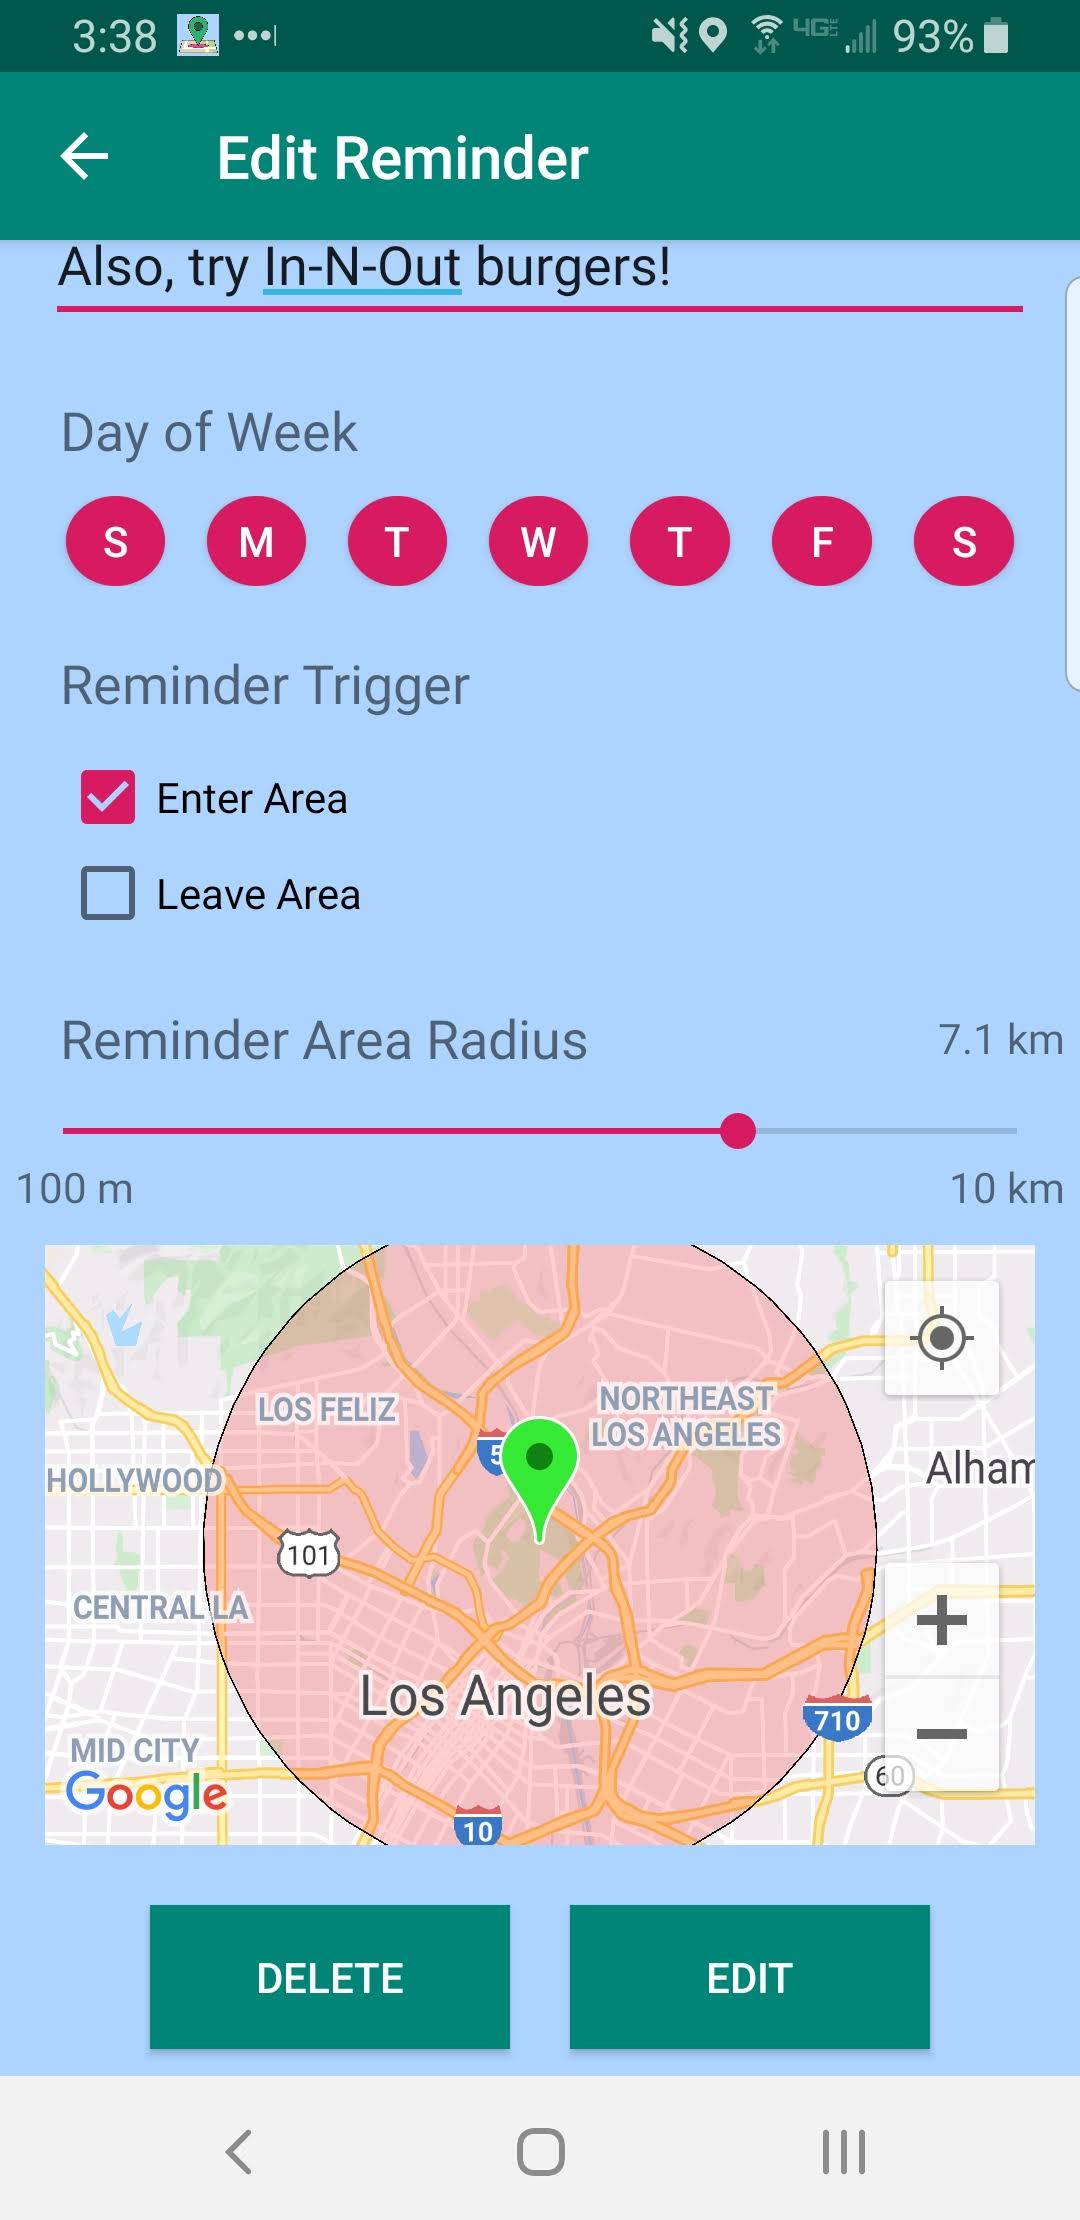 3:38
4G
93%
Edit Reminder
Also, try In-N-Out burgers!
Day of Week
S M T W T F S
Reminder Trigger
Enter Area
Leave Area
Reminder Area Radius 7.1 km
100 m 10 km
LOS FELIZ
NORTHEAST
LOS ANGELES
5
Alham
HOLLYWOOD
101
CENTRAL LA
Los Angeles
710
MID CITY
60
Google
10
DELETE EDIT